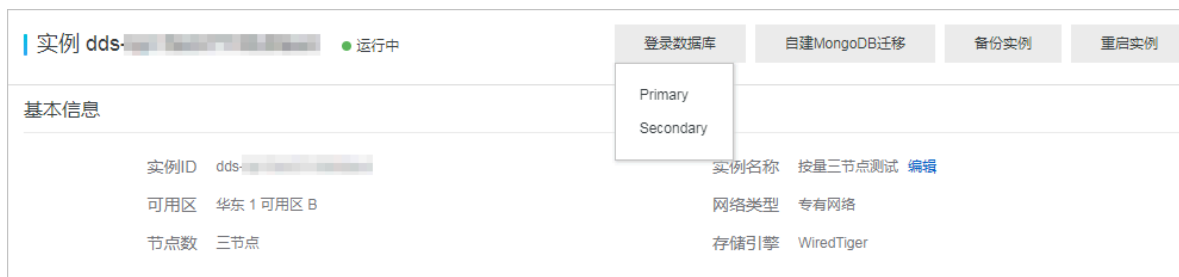 实例 dds- 运行中 登录数据库 自建MongoDB迁移 备份实例 重启实例
Primary
Secondary
基本信息
实例ID dds- 实例名称 按量三节点测试 编辑
可用区 华东 1 可用区 B 网络类型 专有网络
节点数 三节点 存储引擎 WiredTiger